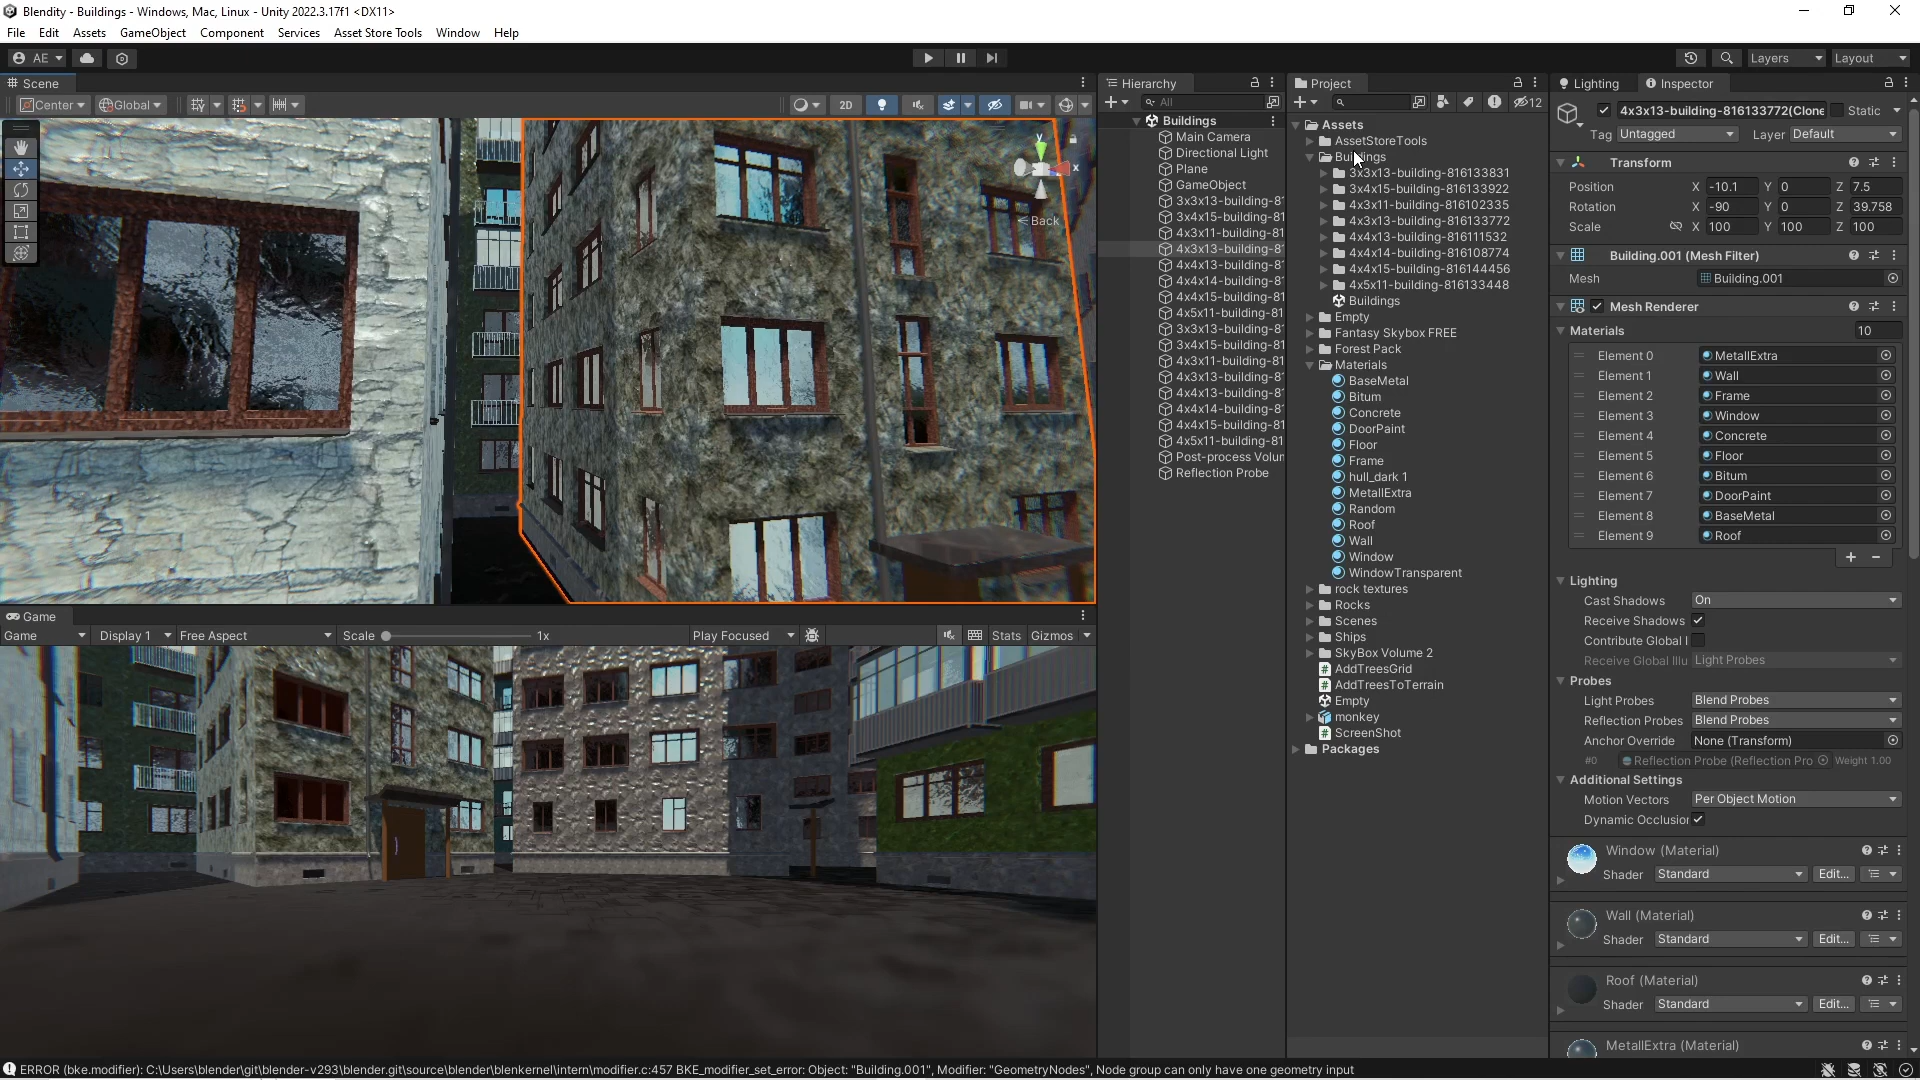 Blendity - Buildings - Windows, Mac, Linux - Unity 2022.3.17f1 <DX11>
File Edit Assets GameObject Component Services Asset Store Tools Window Help
AE Layers Layout
Scene
Center Global 2D
y
x
Back
Game
Game Display 1 Free Aspect Scale 1x Play Focused Stats Gizmos
Hierarchy
All
Buildings
Main Camera
Directional Light
Plane
GameObject
3x3x13-building-81
3x4x15-building-81
4x3x11-building-81
4x3x13-building-81
4x4x13-building-81
4x4x14-building-81
4x4x15-building-81
4x5x11-building-81
3x3x13-building-81
3x4x15-building-81
4x3x11-building-81
4x3x13-building-81
4x4x13-building-81
4x4x14-building-81
4x4x15-building-81
4x5x11-building-81
Post-process Volun
Reflection Probe
Project
12
Assets
AssetStoreTools
Buildings
3x3x13-building-816133831
3x4x15-building-816133922
4x3x11-building-816102335
4x3x13-building-816133772
4x4x13-building-816111532
4x4x14-building-816108774
4x4x15-building-816144456
4x5x11-building-816133448
Buildings
Empty
Fantasy Skybox FREE
Forest Pack
Materials
BaseMetal
Bitum
Concrete
DoorPaint
Floor
Frame
hull_dark 1
MetallExtra
Random
Roof
Wall
Window
WindowTransparent
rock textures
Rocks
Scenes
Ships
SkyBox Volume 2
AddTreesGrid
AddTreesToTerrain
Empty
monkey
ScreenShot
Packages
Lighting Inspector
4x3x13-building-816133772(Clone Static
Tag Untagged Layer Default
Transform
Position X -10.1 Y 0 Z 7.5
Rotation X -90 Y 0 Z 39.758
Scale X 100 Y 100 Z 100
Building.001 (Mesh Filter)
Mesh Building.001
Mesh Renderer
Materials 10
Element 0 MetallExtra
Element 1 Wall
Element 2 Frame
Element 3 Window
Element 4 Concrete
Element 5 Floor
Element 6 Bitum
Element 7 DoorPaint
Element 8 BaseMetal
Element 9 Roof
Lighting
Cast Shadows On
Receive Shadows
Contribute Global I
Receive Global Illu Light Probes
Probes
Light Probes Blend Probes
Reflection Probes Blend Probes
Anchor Override None (Transform)
#0 Reflection Probe (Reflection Pro Weight 1.00
Additional Settings
Motion Vectors Per Object Motion
Dynamic Occlusior
Window (Material)
Shader Standard Edit...
Wall (Material)
Shader Standard Edit...
Roof (Material)
Shader Standard Edit...
MetallExtra (Material)
ERROR (bke.modifier): C:\Users\blender\git\blender-v293\blender.git\source\blender\blenkernel\intern\modifier.c:457 BKE_modifier_set_error: Object: "Building.001", Modifier: "GeometryNodes", Node group can only have one geometry input